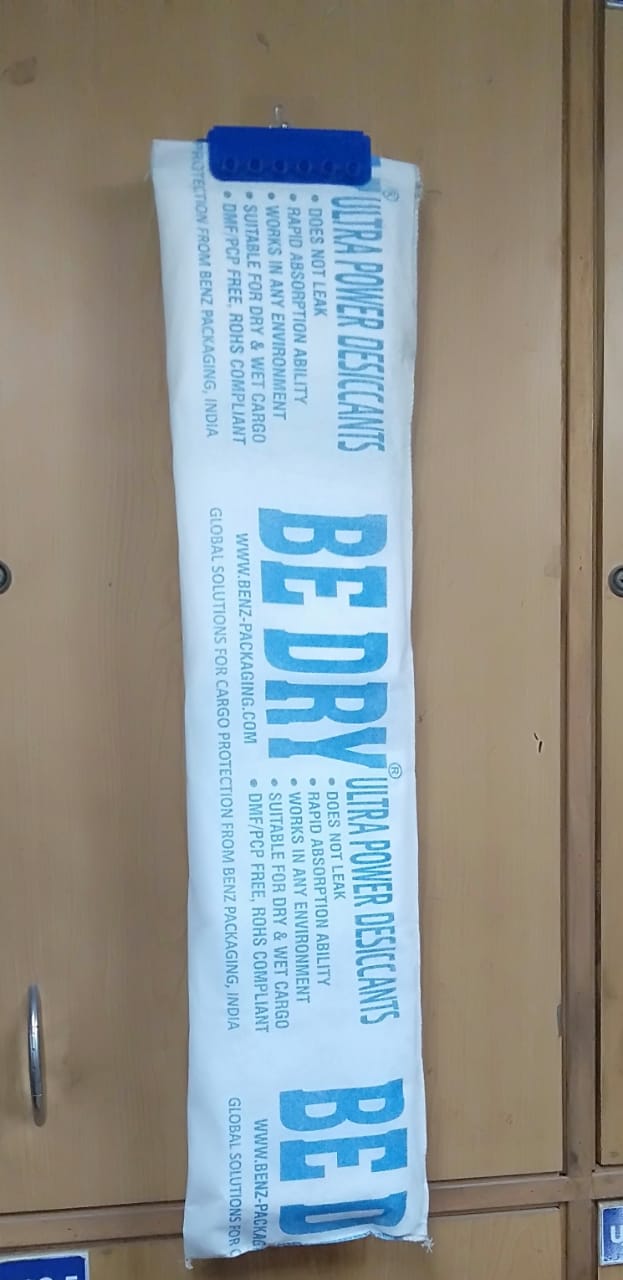 ULTRA POWER DESICCANTS
®
• DOES NOT LEAK
• RAPID ABSORPTION ABILITY
• WORKS IN ANY ENVIRONMENT
• SUITABLE FOR DRY & WET CARGO
• DMF/PCP FREE, ROHS COMPLIANT
PROTECTION FROM BENZ PACKAGING, INDIA
BE DRY®
WWW.BENZ-PACKAGING.COM
GLOBAL SOLUTIONS FOR CARGO PROTECTION FROM BENZ PACKAGING, INDIA
ULTRA POWER DESICCANTS
• DOES NOT LEAK
• RAPID ABSORPTION ABILITY
• WORKS IN ANY ENVIRONMENT
• SUITABLE FOR DRY & WET CARGO
• DMF/PCP FREE, ROHS COMPLIANT
BE D
WWW.BENZ-PACKAG
GLOBAL SOLUTIONS FOR C